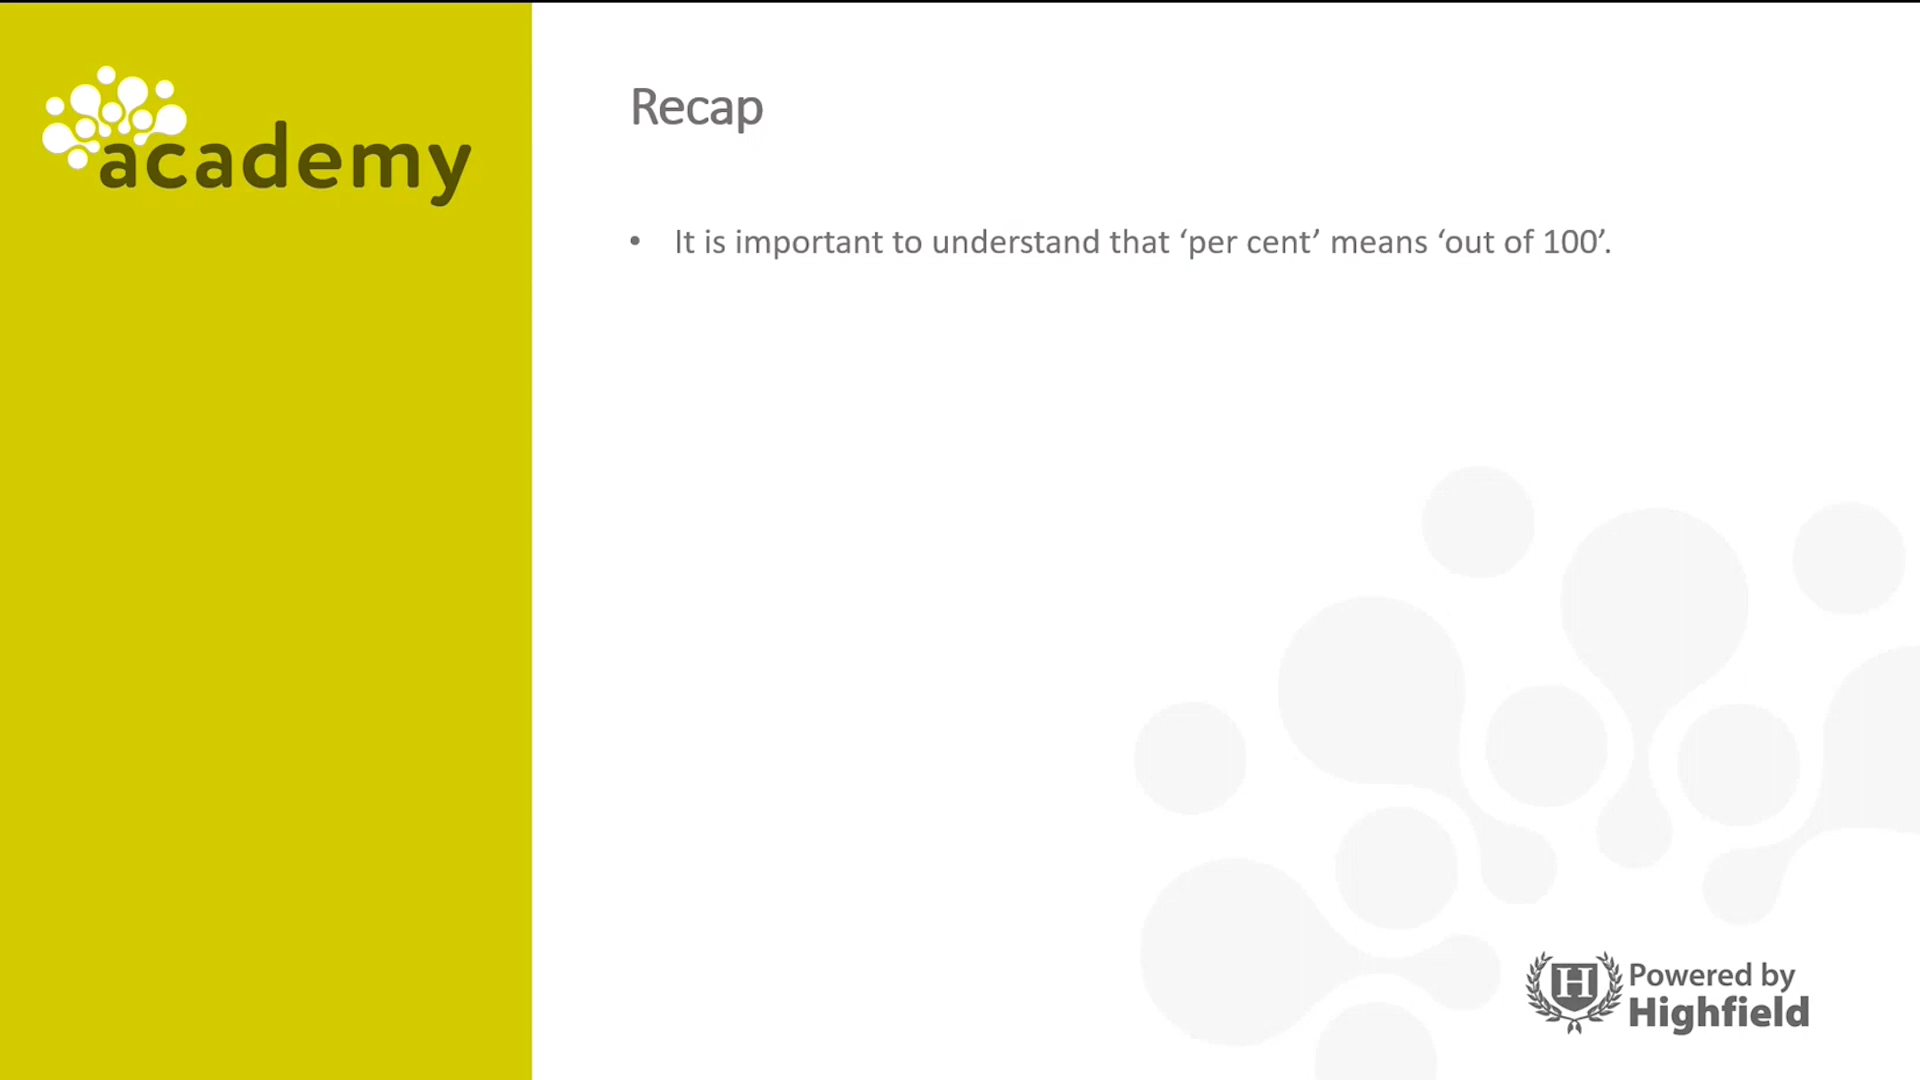 academy
Recap
• It is important to understand that ‘per cent’ means ‘out of 100’.
H
Powered by
Highfield